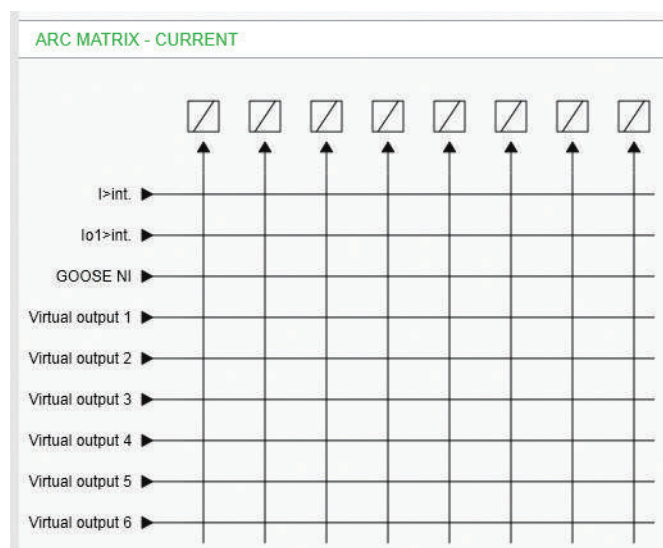 ARC MATRIX - CURRENT
I>int.
Io1>int.
GOOSE NI
Virtual output 1
Virtual output 2
Virtual output 3
Virtual output 4
Virtual output 5
Virtual output 6